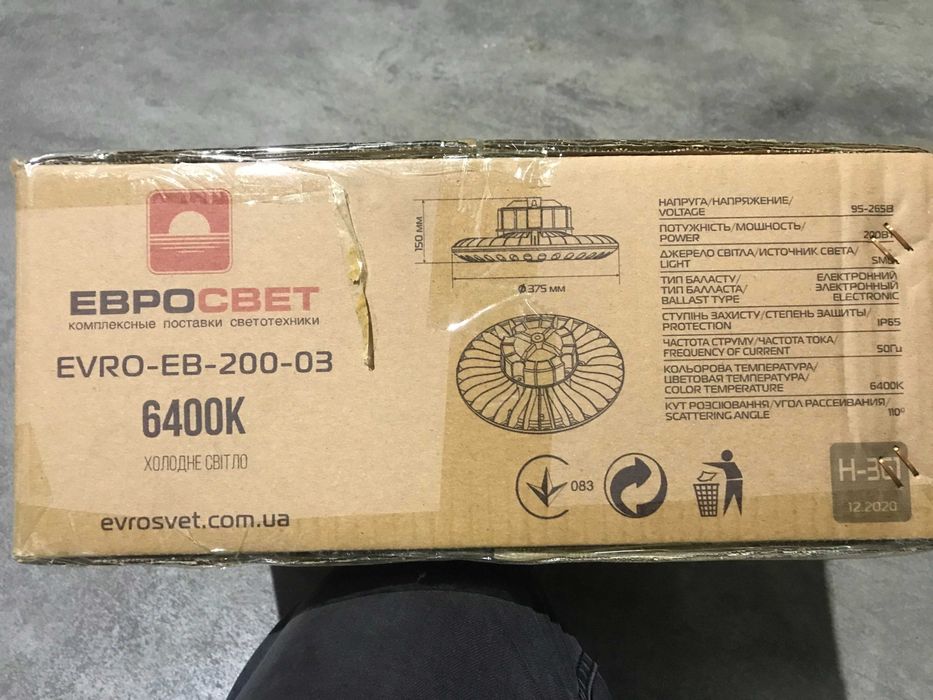 ЕВРОСВЕТ
комплексные поставки светотехники
EVRO-EB-200-03
6400K
ХОЛОДНЕ СВІТЛО
evrosvet.com.ua
150 мм
Ø 375 мм
НАПРУГА/НАПРЯЖЕНИЕ/
VOLTAGE 95-265В
ПОТУЖНІСТЬ/МОЩНОСТЬ/
POWER 200Вт
ДЖЕРЕЛО СВІТЛА/ИСТОЧНИК СВЕТА/
LIGHT SMD
ТИП БАЛАСТУ/ ЕЛЕКТРОННИЙ
ТИП БАЛЛАСТА/ ЭЛЕКТРОННЫЙ
BALLAST TYPE ELECTRONIC
СТУПІНЬ ЗАХИСТУ/СТЕПЕНЬ ЗАЩИТЫ/
PROTECTION IP65
ЧАСТОТА СТРУМУ/ЧАСТОТА ТОКА/
FREQUENCY OF CURRENT 50Гц
КОЛЬОРОВА ТЕМПЕРАТУРА/
ЦВЕТОВАЯ ТЕМПЕРАТУРА/
COLOR TEMPERATURE 6400K
КУТ РОЗСІЮВАННЯ/УГОЛ РАССЕИВАНИЯ/
SCATTERING ANGLE 110°
083
12.2020